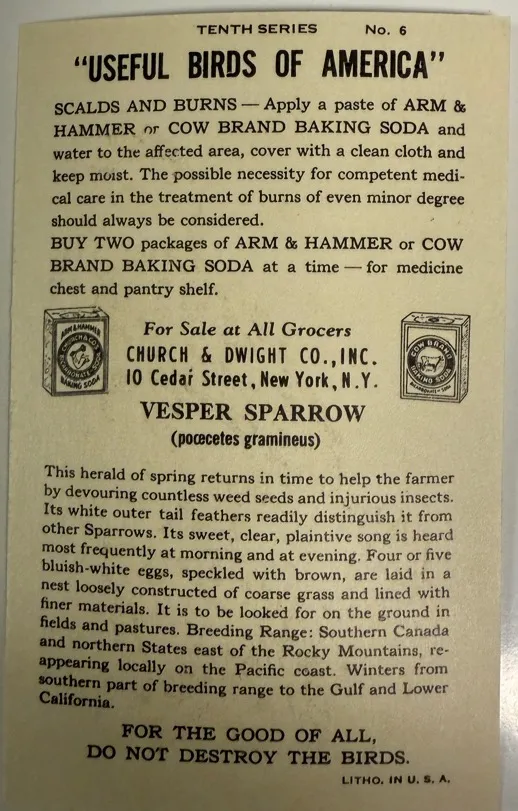 TENTH SERIES No. 6
"USEFUL BIRDS OF AMERICA"
SCALDS AND BURNS — Apply a paste of ARM &
HAMMER or COW BRAND BAKING SODA and
water to the affected area, cover with a clean cloth and
keep moist. The possible necessity for competent medi-
cal care in the treatment of burns of even minor degree
should always be considered.
BUY TWO packages of ARM & HAMMER or COW
BRAND BAKING SODA at a time — for medicine
chest and pantry shelf.
ARM & HAMMER
CHURCH & CO'S
BAKING SODA
For Sale at All Grocers
CHURCH & DWIGHT CO., INC.
10 Cedar Street, New York, N.Y.
COW BRAND
BAKING SODA
VESPER SPARROW
(poœcetes gramineus)
This herald of spring returns in time to help the farmer
by devouring countless weed seeds and injurious insects.
Its white outer tail feathers readily distinguish it from
other Sparrows. Its sweet, clear, plaintive song is heard
most frequently at morning and at evening. Four or five
bluish-white eggs, speckled with brown, are laid in a
nest loosely constructed of coarse grass and lined with
finer materials. It is to be looked for on the ground in
fields and pastures. Breeding Range: Southern Canada
and northern States east of the Rocky Mountains, re-
appearing locally on the Pacific coast. Winters from
southern part of breeding range to the Gulf and Lower
California.
FOR THE GOOD OF ALL,
DO NOT DESTROY THE BIRDS.
LITHO. IN U. S. A.